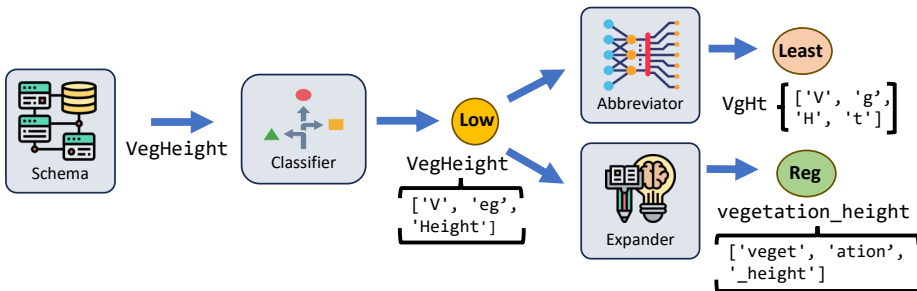 Schema
VegHeight
Classifier
Low
VegHeight
['V', 'eg’,
'Height']
Abbreviator
Least
VgHt
['V', 'g’,
'H', 't']
Expander
Reg
vegetation_height
['veget', 'ation’,
'_height']